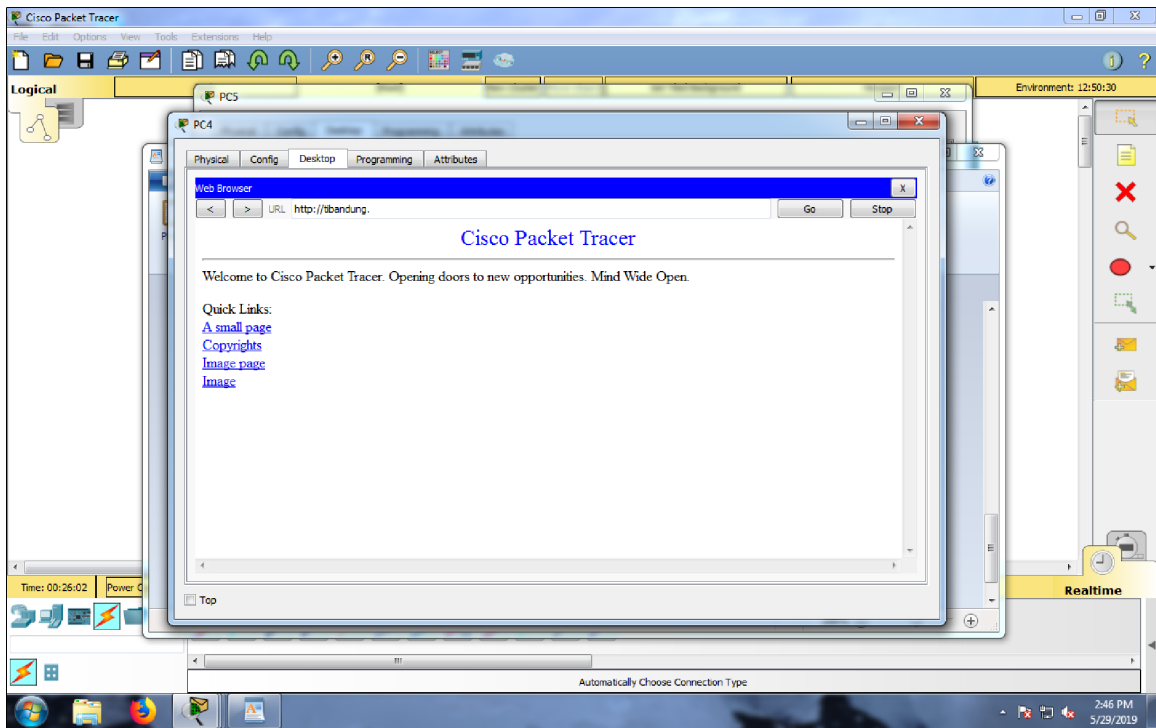 Cisco Packet Tracer
File Edit Options View Tools Extensions Help
Logical
Environment: 12:50:30
PC5
PC4
Physical Config Desktop Programming Attributes
Web Browser
X
< > URL http://tibandung. Go Stop
Cisco Packet Tracer
Welcome to Cisco Packet Tracer. Opening doors to new opportunities. Mind Wide Open.
Quick Links:
A small page
Copyrights
Image page
Image
Top
Time: 00:26:02 Power C
Realtime
Automatically Choose Connection Type
2:46 PM
5/29/2019